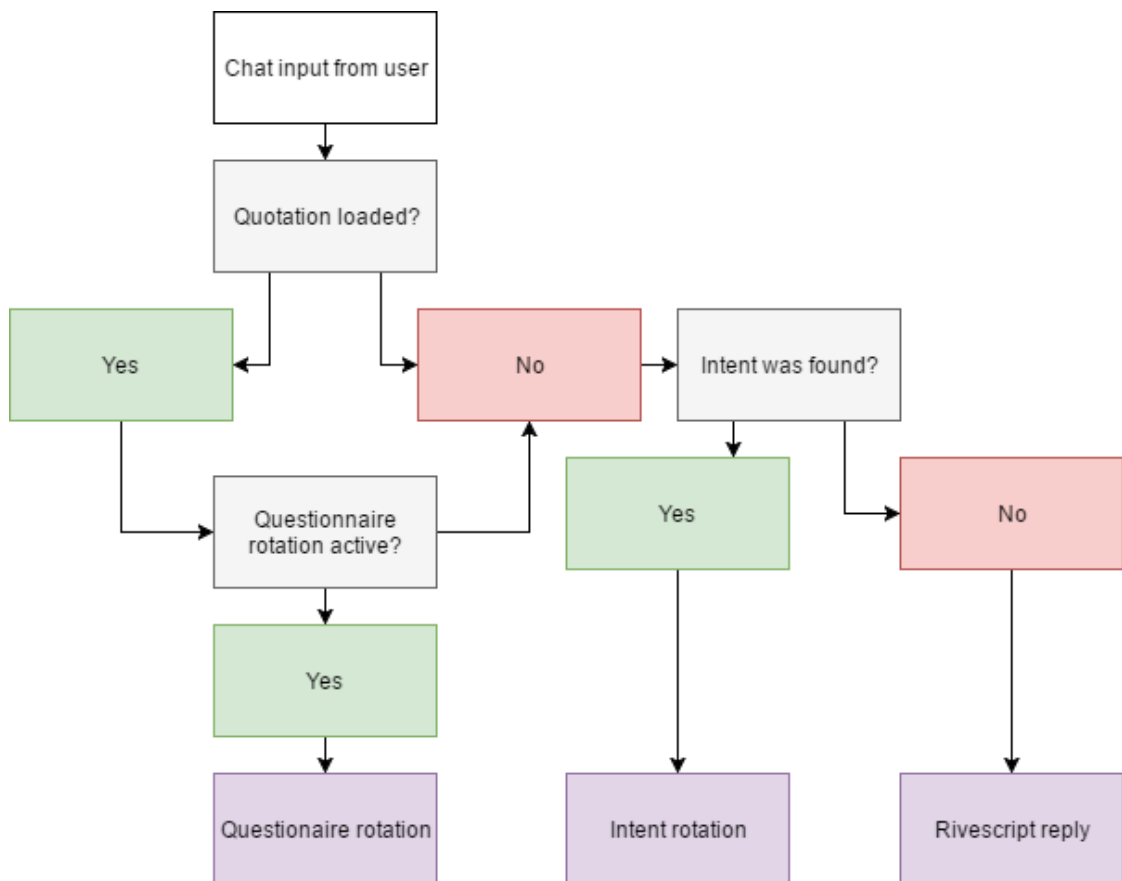 Chat input from user
Quotation loaded?
Yes
No
Intent was found?
Questionnaire
rotation active?
Yes
No
Yes
Questionaire rotation
Intent rotation
Rivescript reply